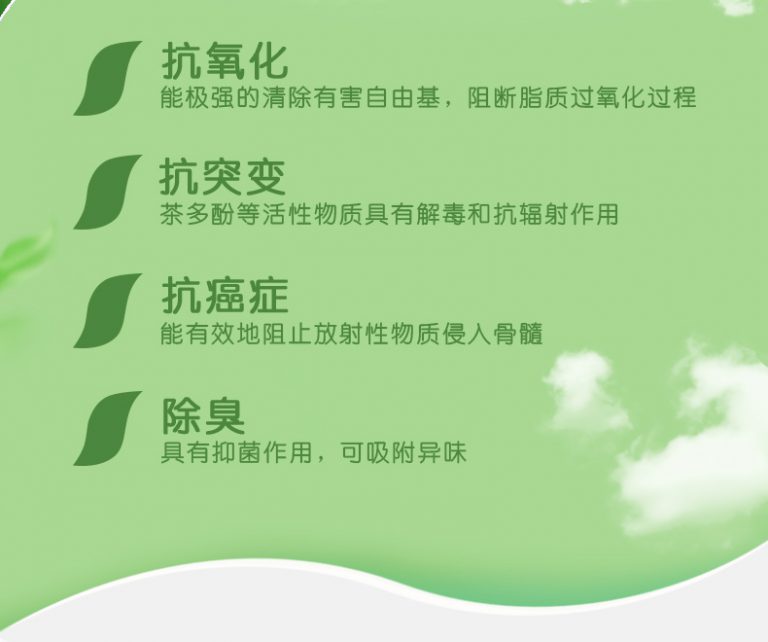 抗氧化
能极强的清除有害自由基，阻断脂质过氧化过程
抗突变
茶多酚等活性物质具有解毒和抗辐射作用
抗癌症
能有效地阻止放射性物质侵入骨髓
除臭
具有抑菌作用，可吸附异味